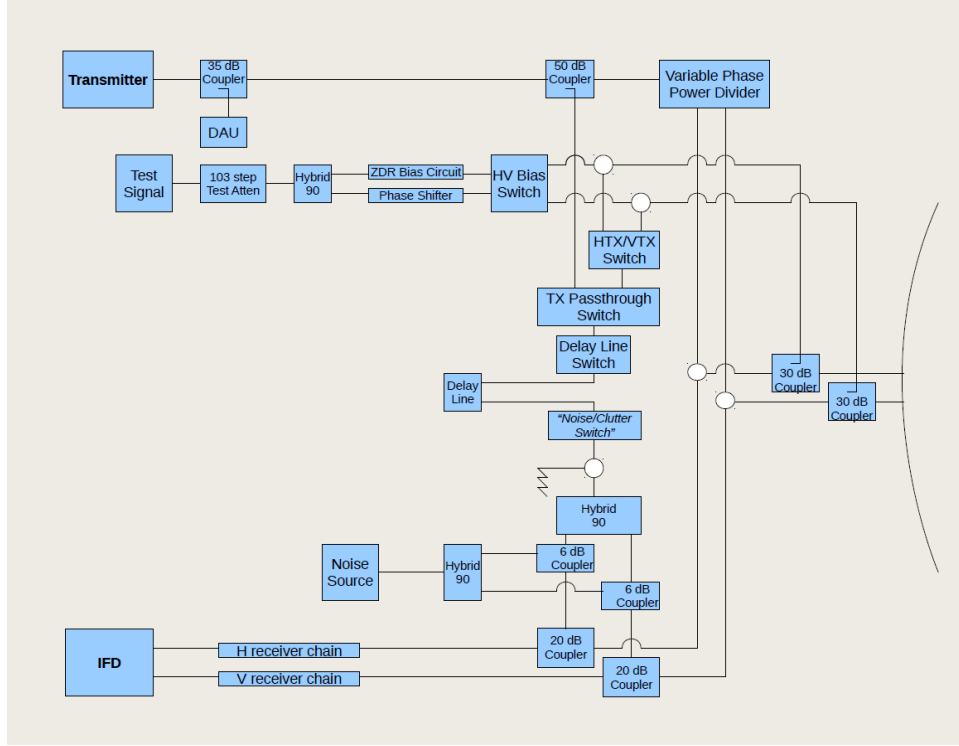 Transmitter
35 dB
Coupler
50 dB
Coupler
Variable Phase
Power Divider
DAU
Test
Signal
103 step
Test Atten
Hybrid
90
ZDR Bias Circuit
Phase Shifter
HV Bias
Switch
HTX/VTX
Switch
TX Passthrough
Switch
Delay Line
Switch
30 dB
Coupler
30 dB
Coupler
Delay
Line
"Noise/Clutter
Switch"
Hybrid
90
Noise
Source
Hybrid
90
6 dB
Coupler
6 dB
Coupler
IFD
H receiver chain
V receiver chain
20 dB
Coupler
20 dB
Coupler